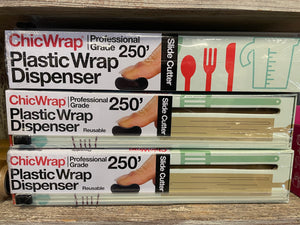 ChicWrap Professional Grade 250'
Plastic Wrap
Dispenser
Slide Cutter
ChicWrap Professional Grade 250'
Plastic Wrap
Dispenser Reusable
Slide Cutter
ChicWrap Professional Grade 250'
Plastic Wrap
Dispenser Reusable
Slide Cutter